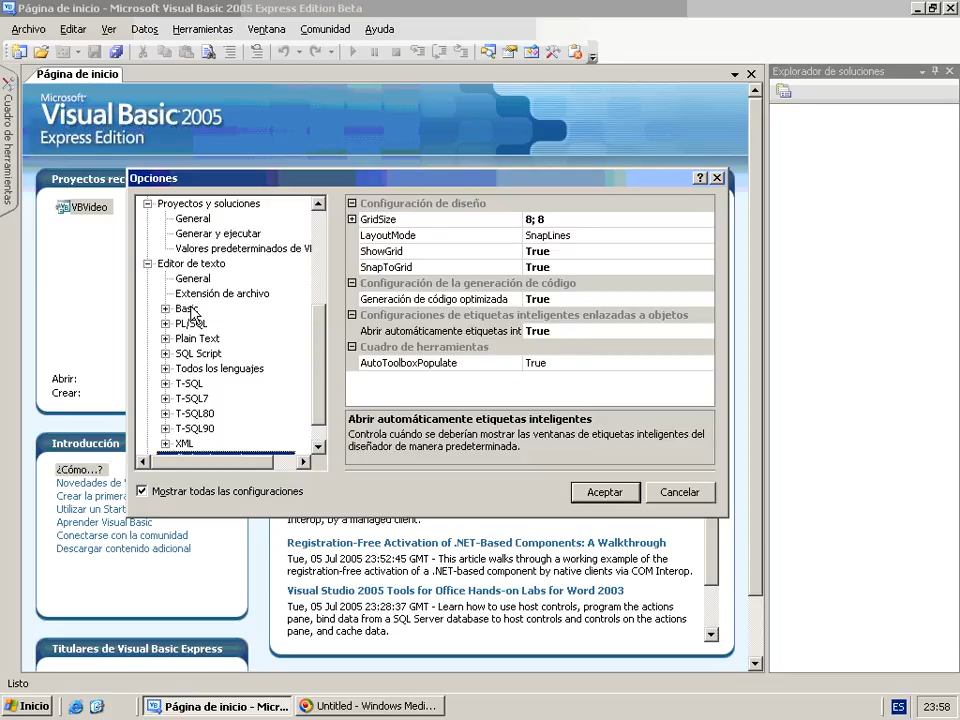 Página de inicio - Microsoft Visual Basic 2005 Express Edition Beta
Archivo Editar Ver Datos Herramientas Ventana Comunidad Ayuda
Página de inicio
Explorador de soluciones
Cuadro de herramientas
Microsoft
Visual Basic 2005
Express Edition
Proyectos rec
VBVideo
Abrir:
Crear:
Introducción
¿Cómo...?
Novedades de
Crear la primera
Utilizar un Start
Aprender Visual Basic
Conectarse con la comunidad
Descargar contenido adicional
Titulares de Visual Basic Express
Opciones
Proyectos y soluciones
General
Generar y ejecutar
Valores predeterminados de VI
Editor de texto
General
Extensión de archivo
Basic
PL/SQL
Plain Text
SQL Script
Todos los lenguajes
T-SQL
T-SQL7
T-SQL80
T-SQL90
XML
Configuración de diseño
GridSize 8; 8
LayoutMode SnapLines
ShowGrid True
SnapToGrid True
Configuración de la generación de código
Generación de código optimizada True
Configuraciones de etiquetas inteligentes enlazadas a objetos
Abrir automáticamente etiquetas int True
Cuadro de herramientas
AutoToolboxPopulate True
Abrir automáticamente etiquetas inteligentes
Controla cuándo se deberían mostrar las ventanas de etiquetas inteligentes del
diseñador de manera predeterminada.
Mostrar todas las configuraciones
Aceptar Cancelar
Interop, by a managed client.
Registration-Free Activation of .NET-Based Components: A Walkthrough
Tue, 05 Jul 2005 23:52:45 GMT - This article walks through a working example of the
registration-free activation of a .NET-based component by native clients via COM Interop.
Visual Studio 2005 Tools for Office Hands-on Labs for Word 2003
Tue, 05 Jul 2005 23:28:37 GMT - Learn how to use host controls, program the actions
pane, bind data from a SQL Server database to host controls and controls on the actions
pane, and cache data.
Listo
Inicio
Página de inicio - Micr...
Untitled - Windows Medi...
ES
23:58